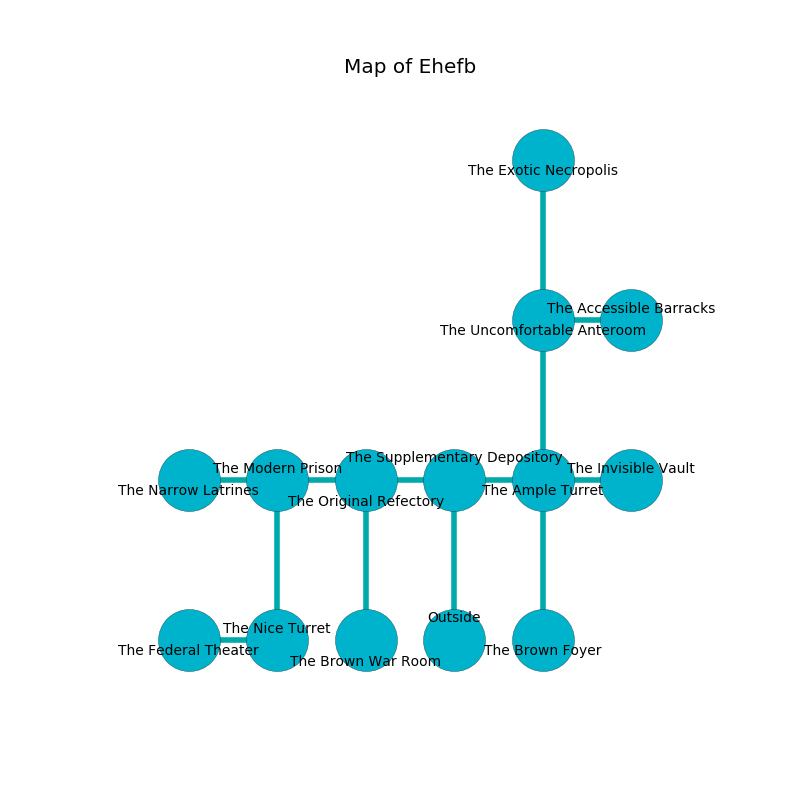 Map of Ehefb
The Exotic Necropolis
The Accessible Barracks
The Uncomfortable Anteroom
The Supplementary Depository
The Modern Prison
The Invisible Vault
The Narrow Latrines
The Ample Turret
The Original Refectory
Outside
The Nice Turret
The Federal Theater
The Brown Foyer
The Brown War Room